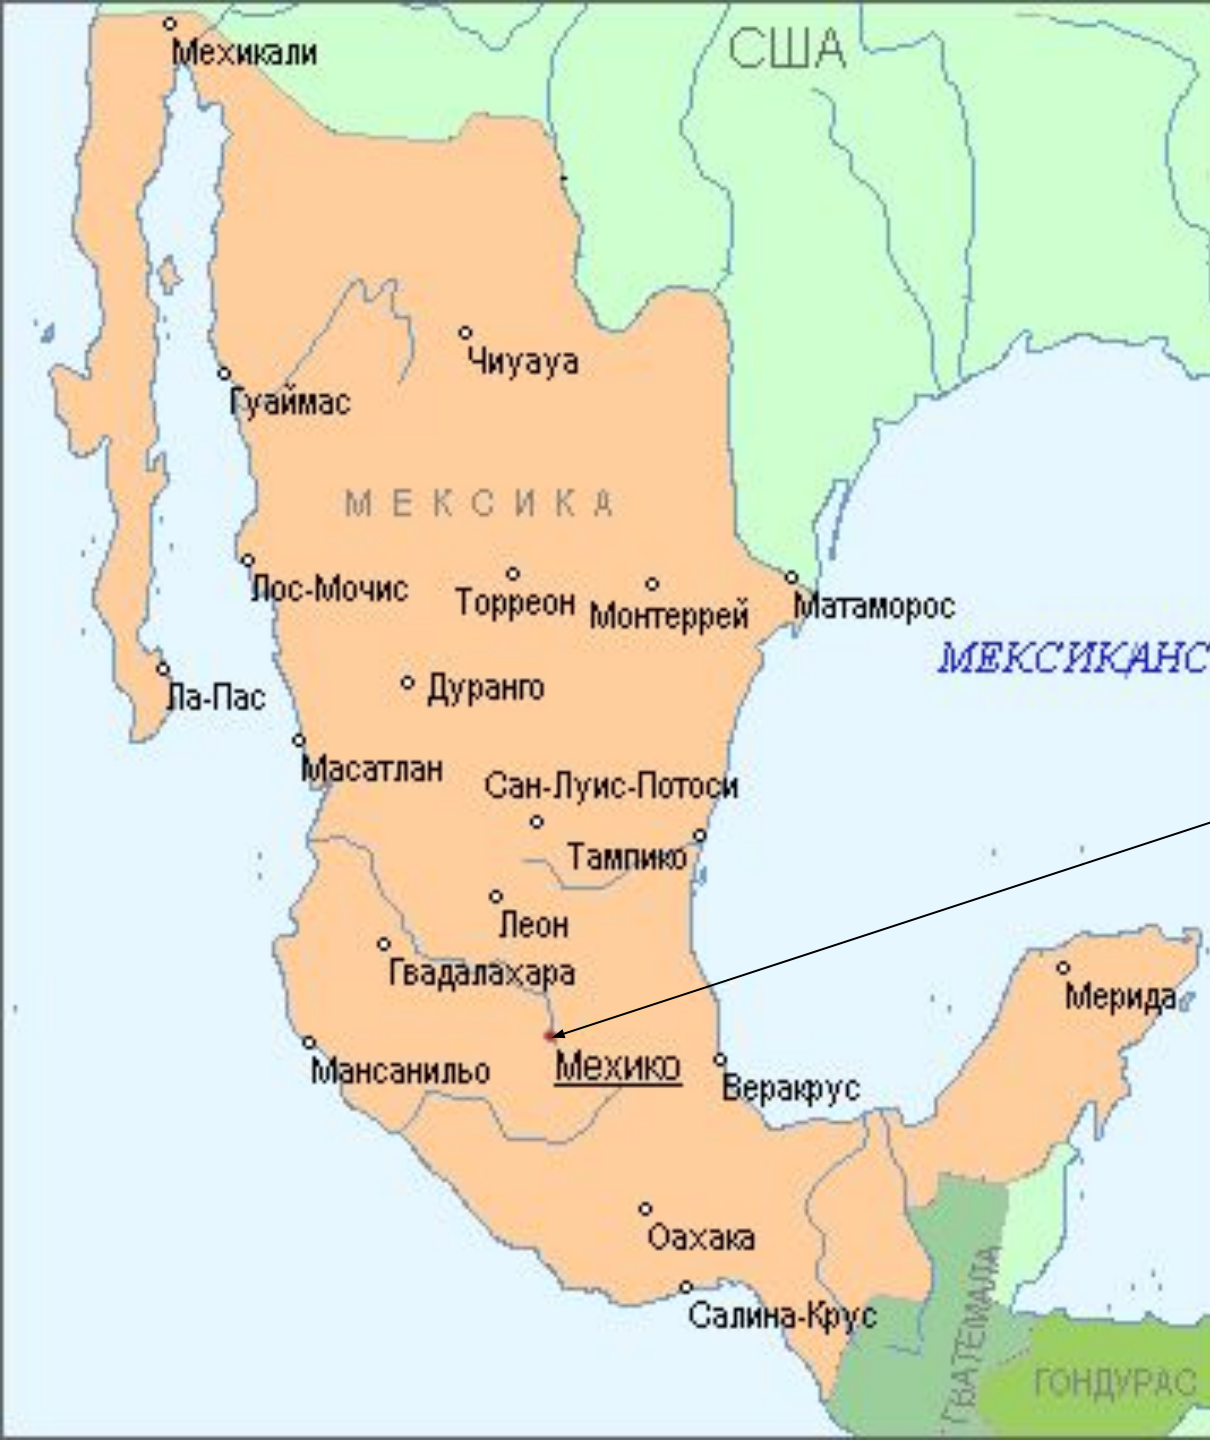 США
Мехикали
Чиуауа
Гуаймас
МЕКСИКА
Лос-Мочис
Торреон
Монтеррей
Матаморос
МЕКСИКАНС
Дуранго
Ла-Пас
Масатлан
Сан-Луис-Потоси
Тампико
Леон
Гвадалахара
Мерида
Мансанильо
Мехико
Веракрус
Оахака
Салина-Крус
ГВАТЕМАЛА
ГОНДУРАС